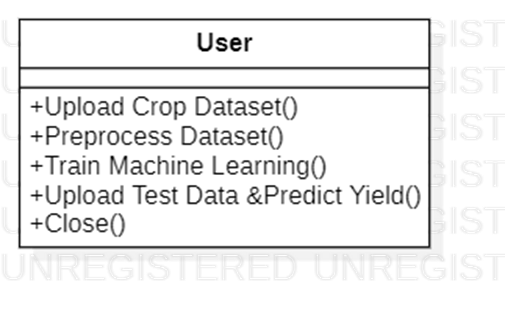 User
+Upload Crop Dataset()
+Preprocess Dataset()
+Train Machine Learning()
+Upload Test Data &Predict Yield()
+Close()
UNREGISTERED UNREGIST